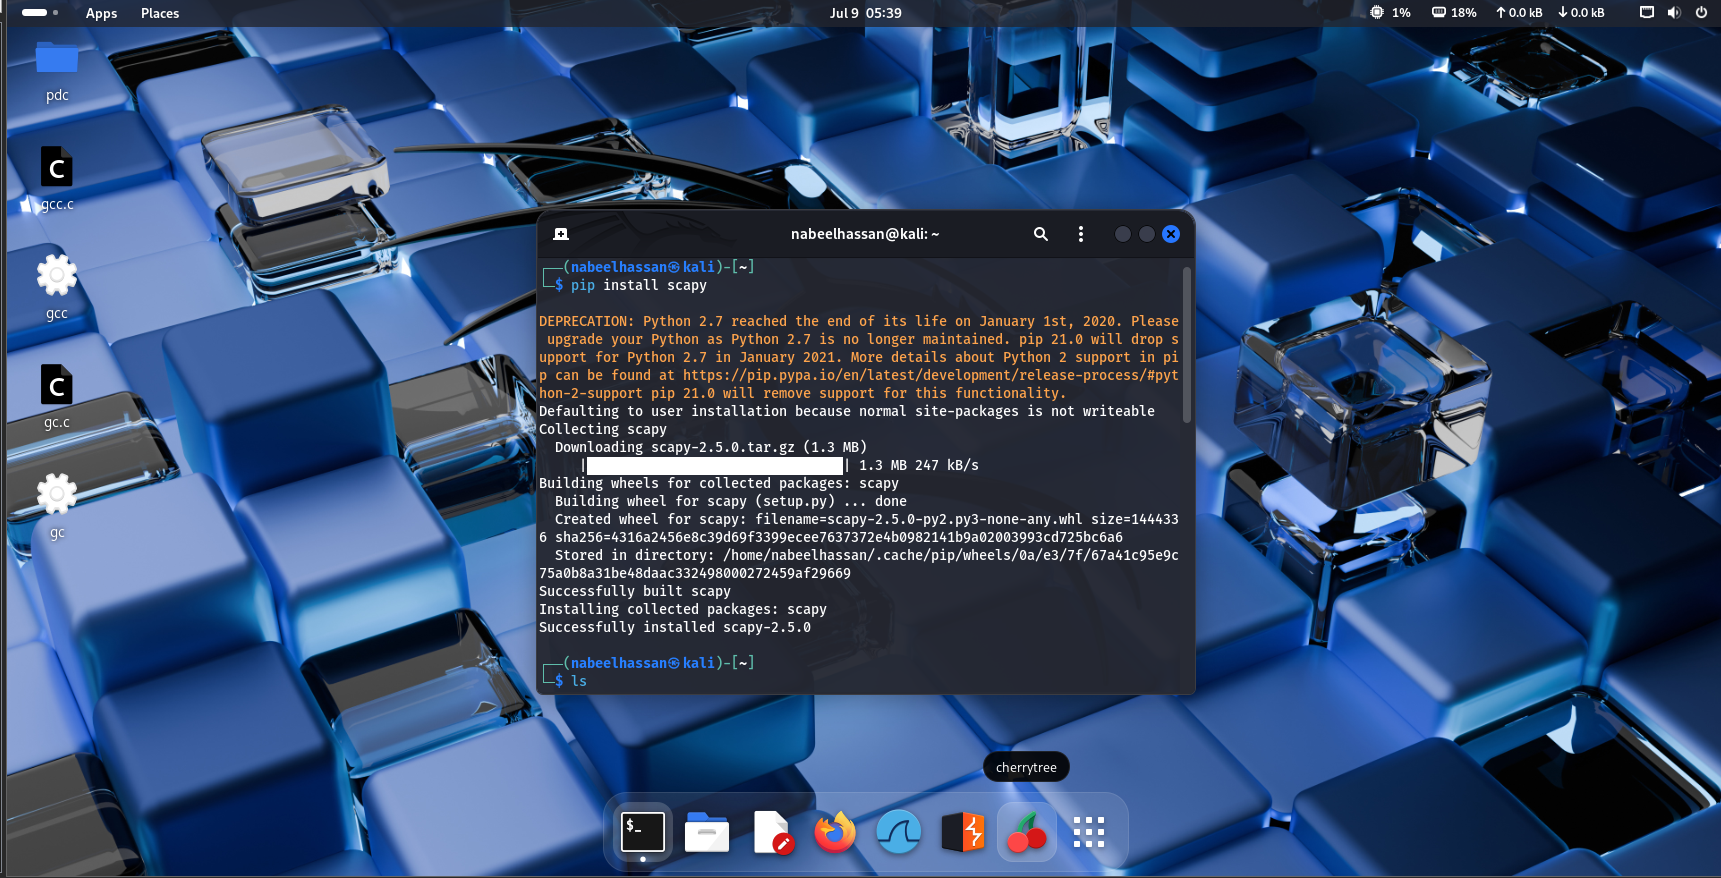 Apps Places Jul 9 05:39 1% 18% 0.0 kB 0.0 kB
pdc
C
gcc.c
gcc
C
gc.c
gc
nabeelhassan@kali: ~
┌──(nabeelhassan㉿kali)-[~]
└─$ pip install scapy
DEPRECATION: Python 2.7 reached the end of its life on January 1st, 2020. Please
 upgrade your Python as Python 2.7 is no longer maintained. pip 21.0 will drop s
upport for Python 2.7 in January 2021. More details about Python 2 support in pi
p can be found at https://pip.pypa.io/en/latest/development/release-process/#pyt
hon-2-support pip 21.0 will remove support for this functionality.
Defaulting to user installation because normal site-packages is not writeable
Collecting scapy
  Downloading scapy-2.5.0.tar.gz (1.3 MB)
| | 1.3 MB 247 kB/s
Building wheels for collected packages: scapy
  Building wheel for scapy (setup.py) ... done
  Created wheel for scapy: filename=scapy-2.5.0-py2.py3-none-any.whl size=144433
6 sha256=4316a2456e8c39d69f3399ecee7637372e4b0982141b9a02003993cd725bc6a6
  Stored in directory: /home/nabeelhassan/.cache/pip/wheels/0a/e3/7f/67a41c95e9c
75a0b8a31be48daac332498000272459af29669
Successfully built scapy
Installing collected packages: scapy
Successfully installed scapy-2.5.0
┌──(nabeelhassan㉿kali)-[~]
└─$ ls
cherrytree
$_